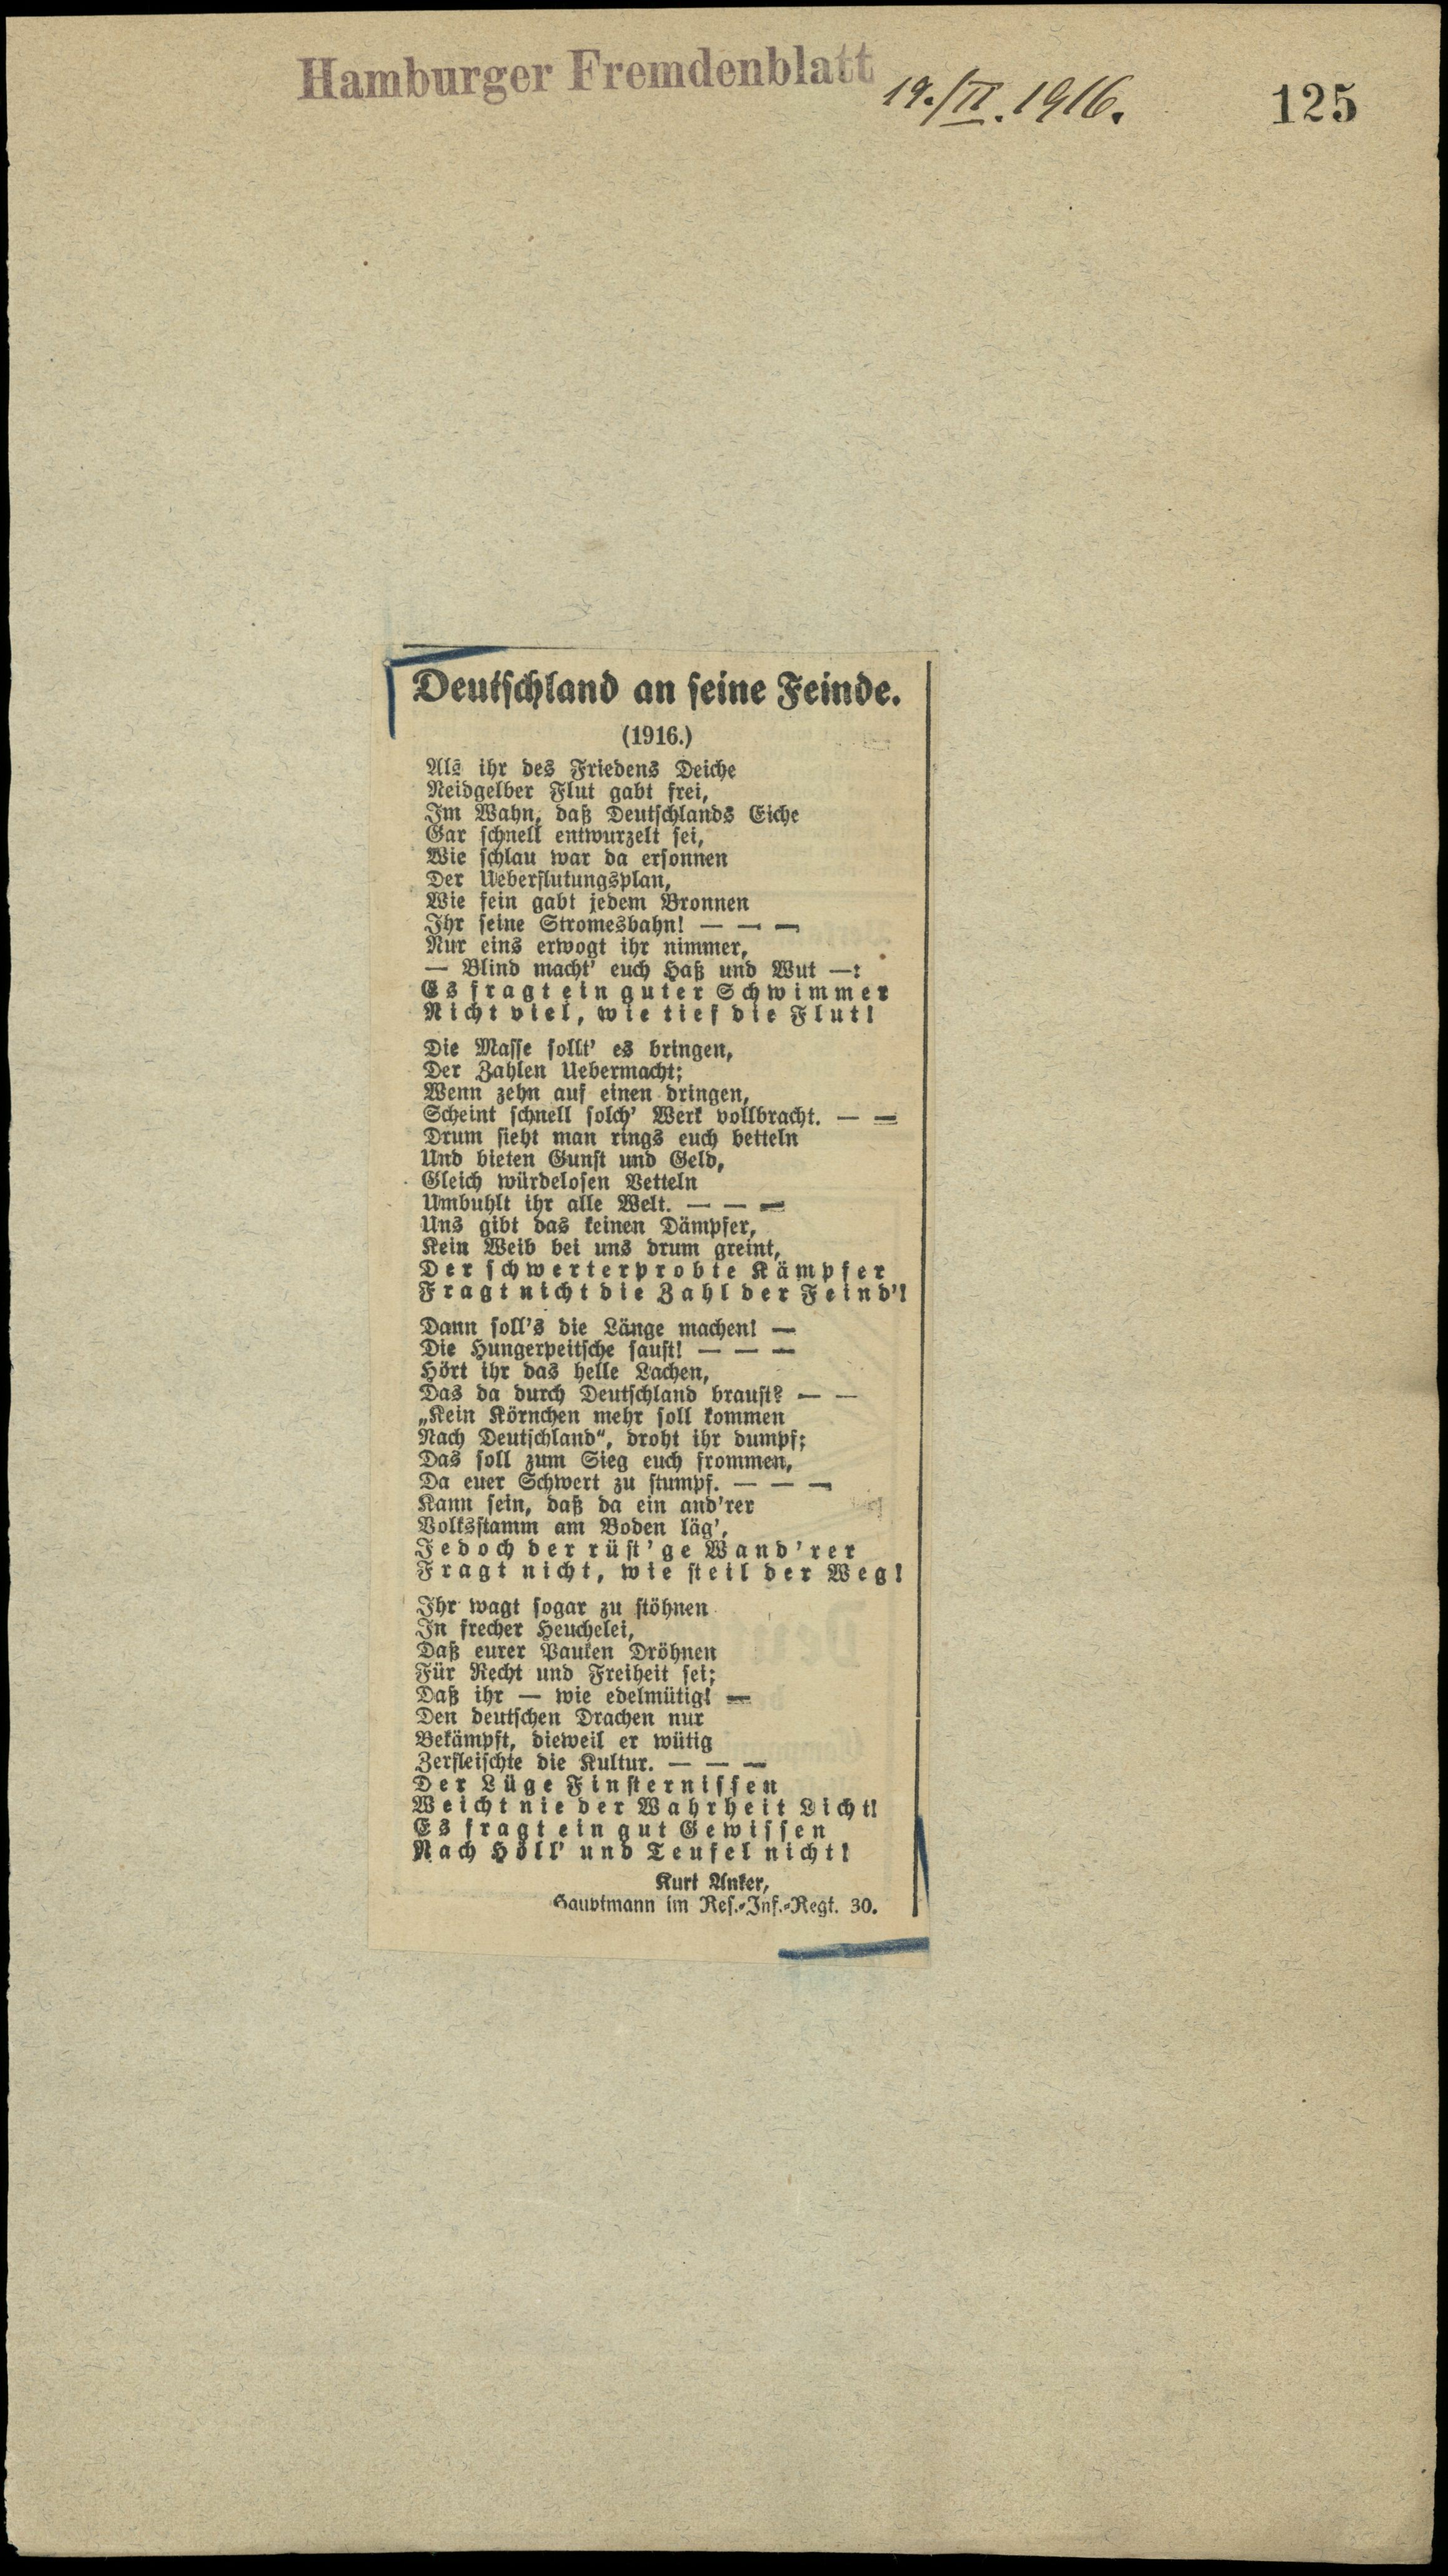 Hamburger Fremdenblatt
19./II. 1916.
125
Deutschland an seine Feinde.
(1916.)
Als ihr des Friedens Deiche
Neidgelber Flut gabt frei,
Im Wahn, daß Deutschlands Eiche
Gar schnell entwurzelt sei,
Wie schlau war da ersonnen
Der Ueberflutungsplan,
Wie fein gabt jedem Bronnen
Ihr seine Stromesbahn! — — —
Nur eins erwogt ihr nimmer,
— Blind macht' euch Haß und Wut —:
Es fragt ein guter Schwimmer
Nicht viel, wie tief die Flut!
Die Masse sollt' es bringen,
Der Zahlen Uebermacht;
Wenn zehn auf einen dringen,
Scheint schnell solch' Werk vollbracht. — —
Drum sieht man rings euch betteln
Und bieten Gunst und Geld,
Gleich würdelosen Vetteln
Umbuhlt ihr alle Welt. — — —
Uns gibt das keinen Dämpfer,
Kein Weib bei uns drum greint,
Der schwerterprobte Kämpfer
Fragt nicht die Zahl der Feind'!
Dann soll's die Länge machen! —
Die Hungerpeitsche saust! — — —
Hört ihr das helle Lachen,
Das da durch Deutschland braust? — —
„Kein Körnchen mehr soll kommen
Nach Deutschland“, droht ihr dumpf;
Das soll zum Sieg euch frommen,
Da euer Schwert zu stumpf. — — —
Kann sein, daß da ein and'rer
Volksstamm am Boden läg',
Jedoch der rüst'ge Wand'rer
Fragt nicht, wie steil der Weg!
Ihr wagt sogar zu stöhnen
In frecher Heuchelei,
Daß eurer Pauken Dröhnen
Für Recht und Freiheit sei;
Daß ihr — wie edelmütig! —
Den deutschen Drachen nur
Bekämpft, dieweil er wütig
Zerfleischte die Kultur. — — —
Der Lüge Finsternissen
Weicht nie der Wahrheit Licht!
Es fragt ein gut Gewissen
Nach Höll' und Teufel nicht!
Kurt Anker,
Hauptmann im Res.-Inf.-Regt. 30.